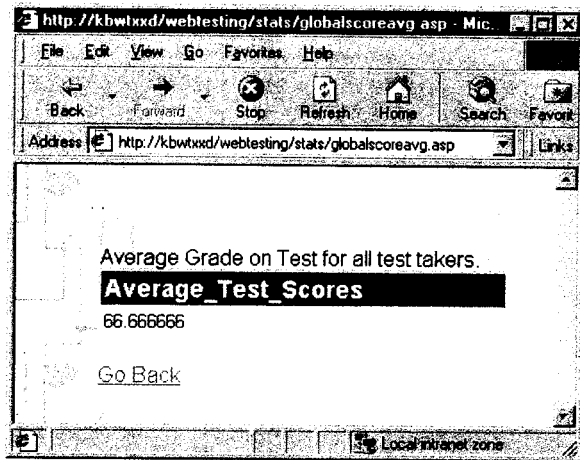 http://kbwtxxd/webtesting/stats/globalscoreavg.asp - Mic...
File Edit View Go Favorites Help
Back Forward Stop Refresh Home Search Favorit
Address http://kbwtxxd/webtesting/stats/globalscoreavg.asp Links
Average Grade on Test for all test takers.
Average_Test_Scores
66.666666
Go Back
Local intranet zone